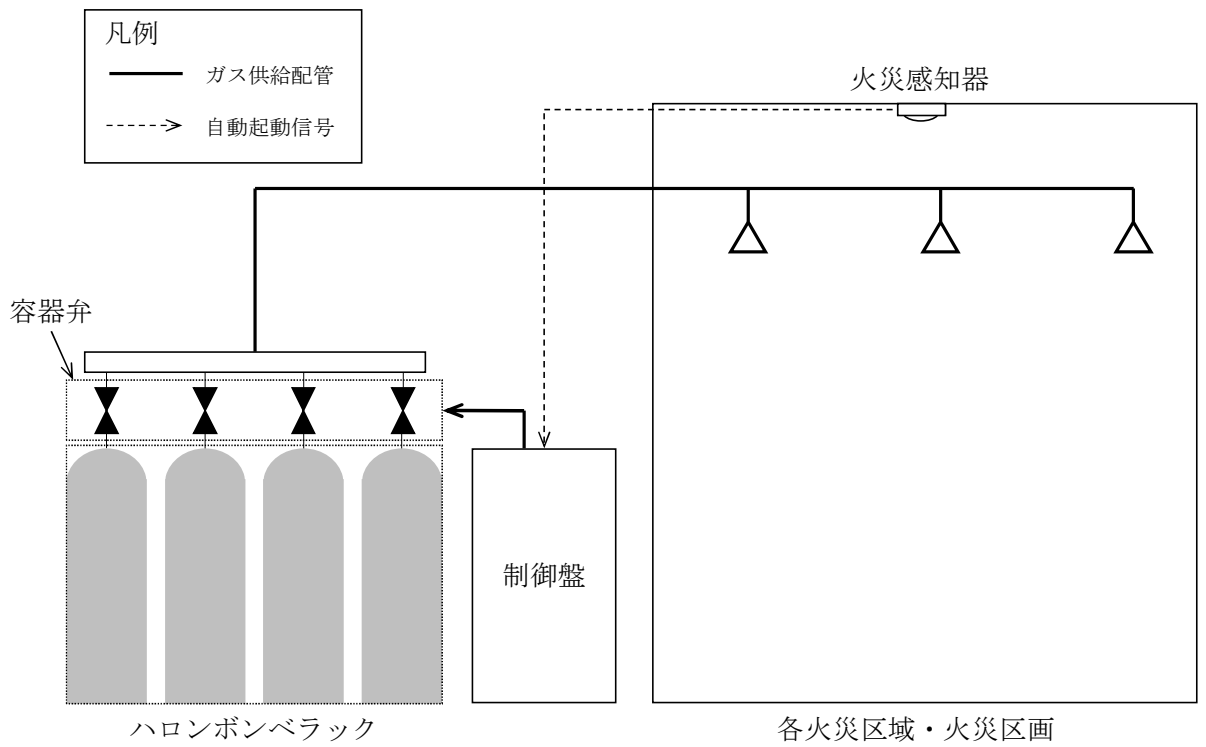 凡例
ガス供給配管
自動起動信号
火災感知器
容器弁
制御盤
ハロンボンベラック
各火災区域・火災区画